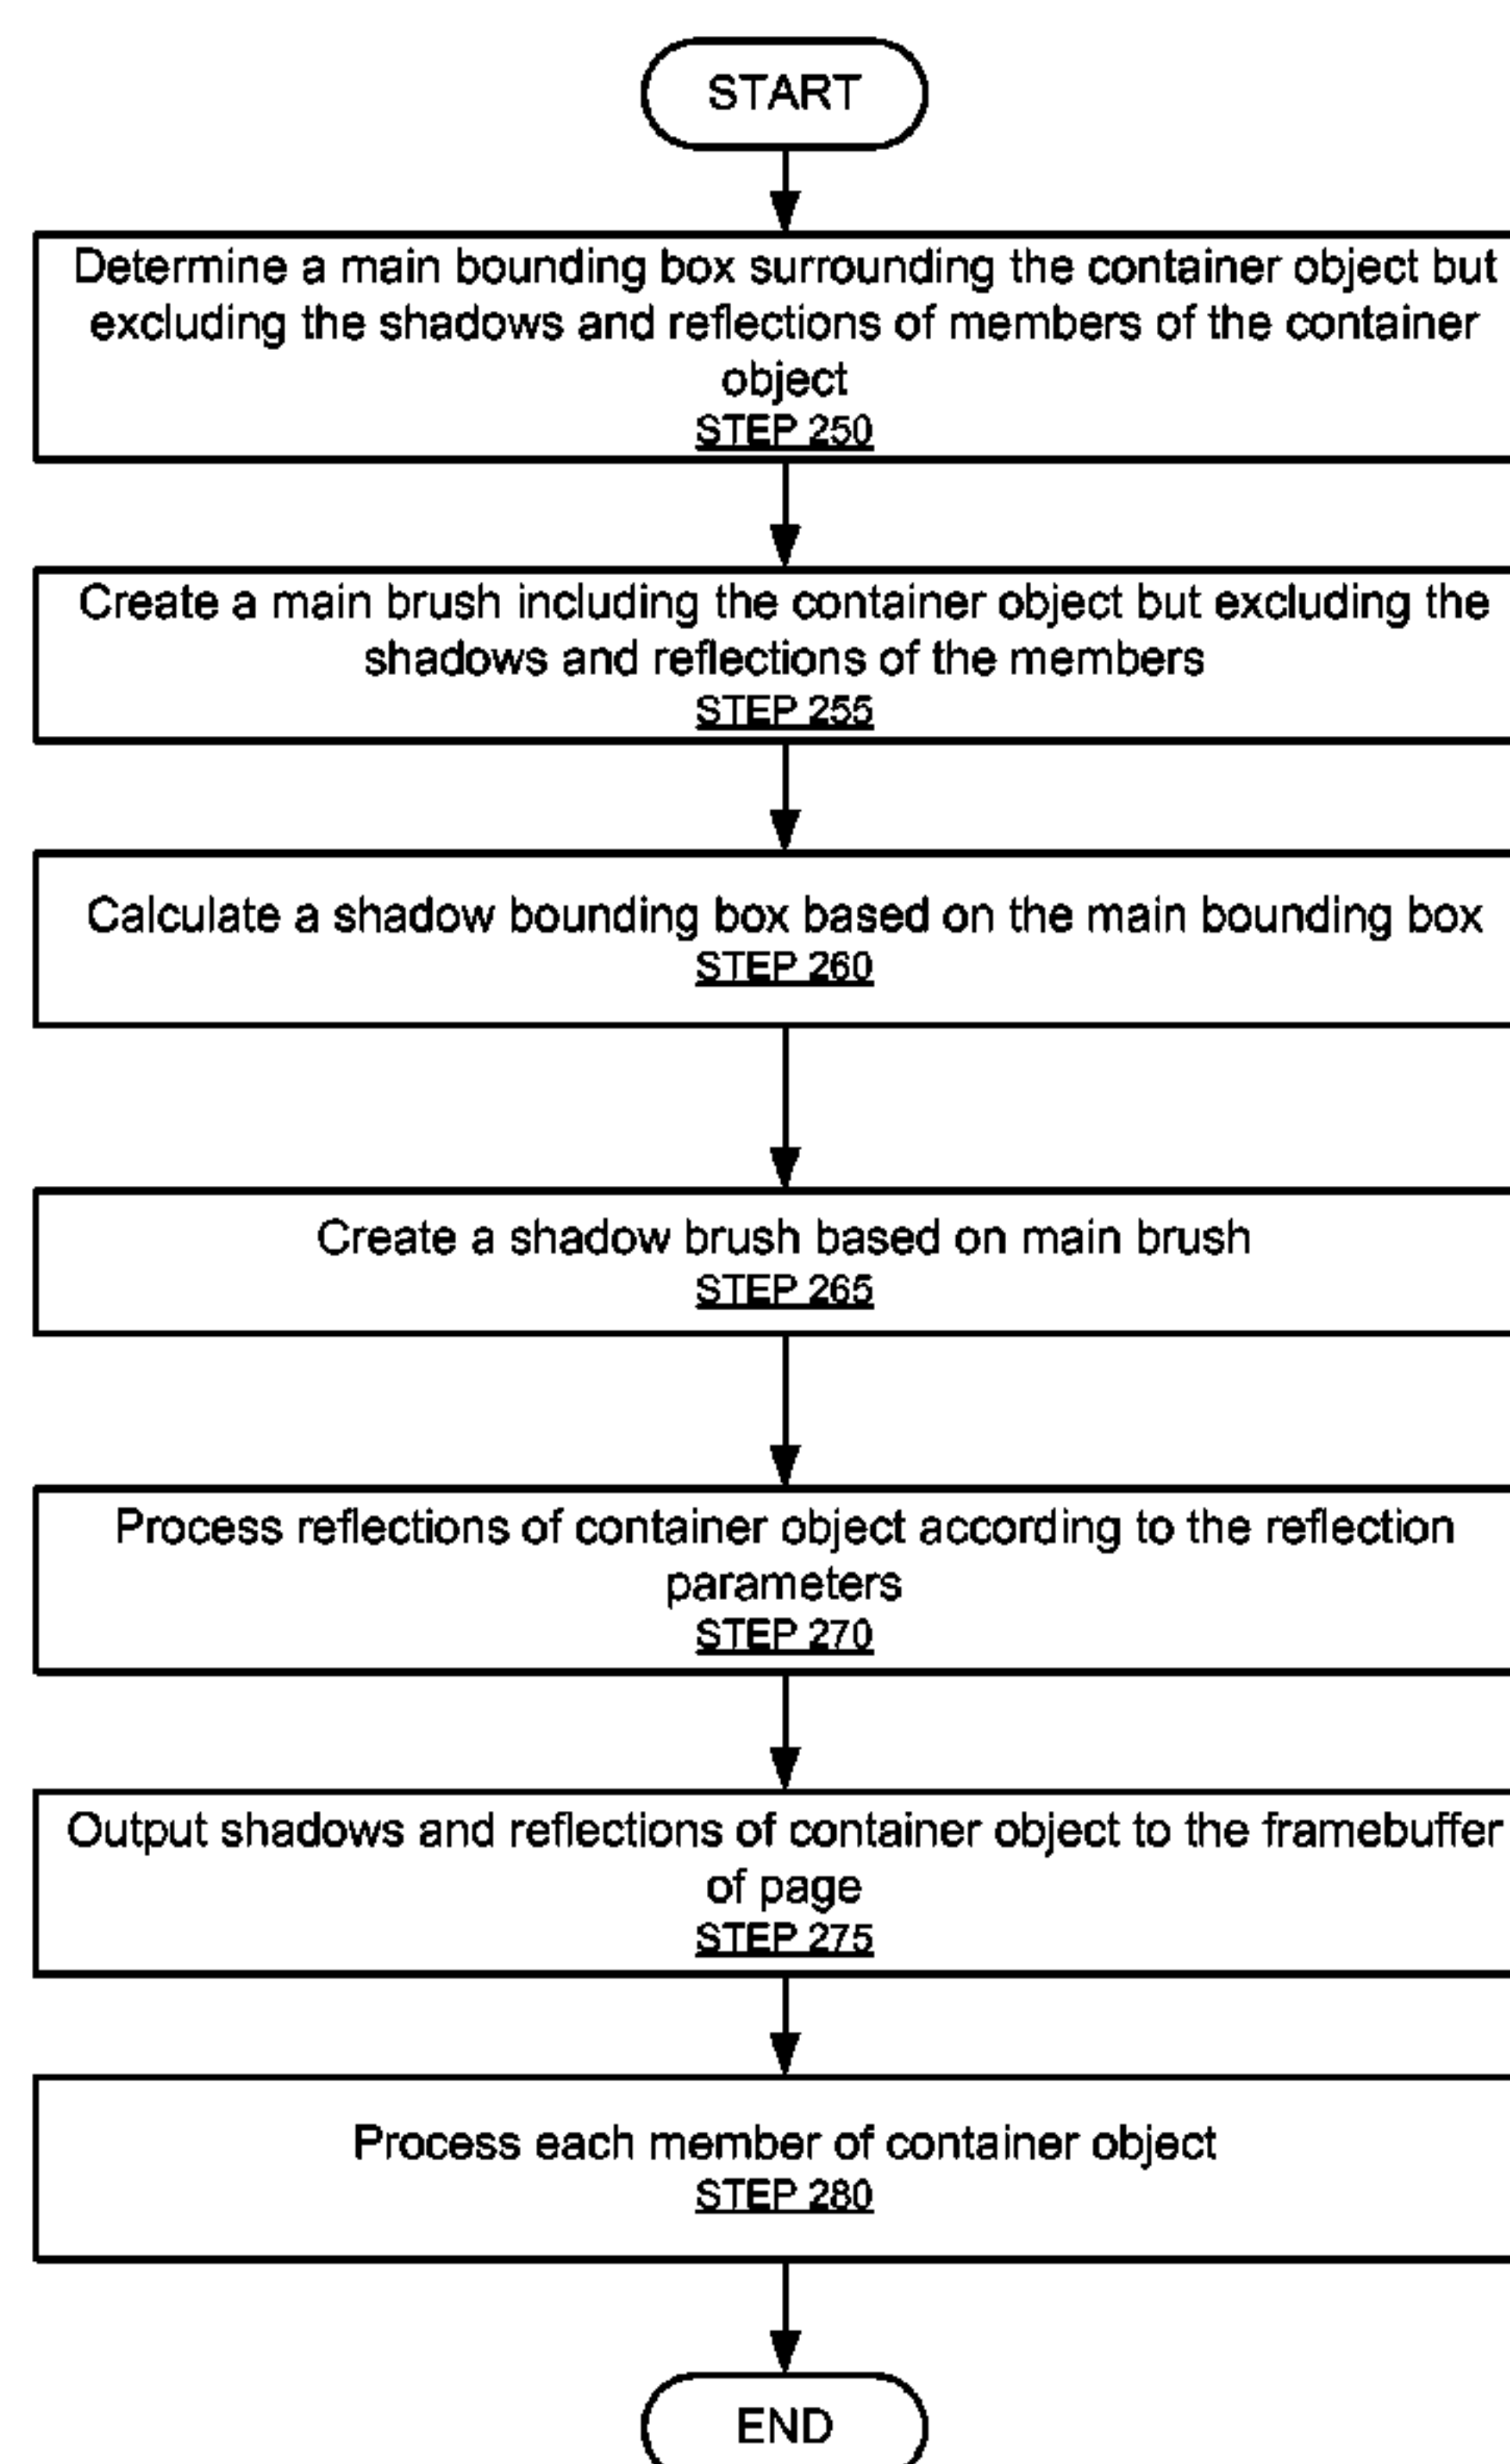 START
Determine a main bounding box surrounding the container object but
excluding the shadows and reflections of members of the container
object
STEP 250
Create a main brush including the container object but excluding the
shadows and reflections of the members
STEP 255
Calculate a shadow bounding box based on the main bounding box
STEP 260
Create a shadow brush based on main brush
STEP 265
Process reflections of container object according to the reflection
parameters
STEP 270
Output shadows and reflections of container object to the framebuffer
of page
STEP 275
Process each member of container object
STEP 280
END